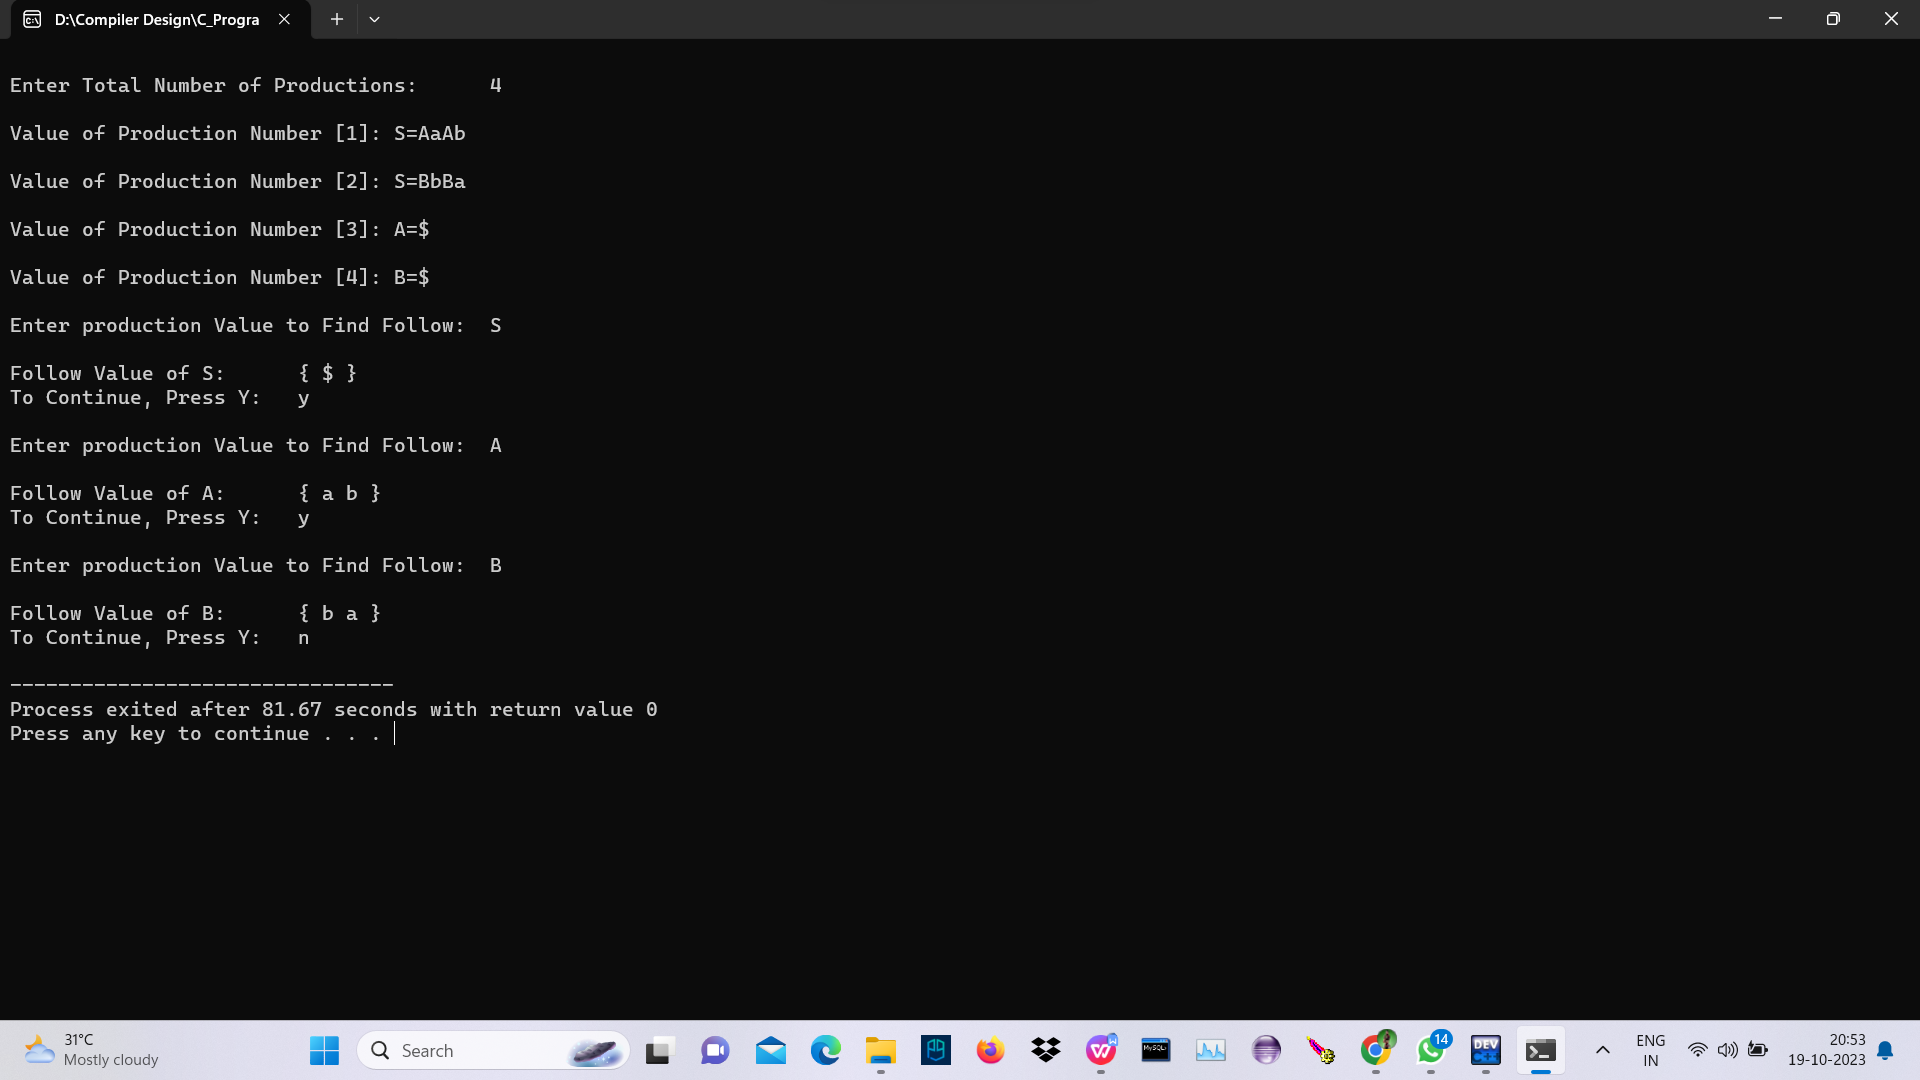 D:\Compiler Design\C_Progra
Enter Total Number of Productions: 4
Value of Production Number [1]: S=AaAb
Value of Production Number [2]: S=BbBa
Value of Production Number [3]: A=$
Value of Production Number [4]: B=$
Enter production Value to Find Follow: S
Follow Value of S: { $ }
To Continue, Press Y: y
Enter production Value to Find Follow: A
Follow Value of A: { a b }
To Continue, Press Y: y
Enter production Value to Find Follow: B
Follow Value of B: { b a }
To Continue, Press Y: n
--------------------------------
Process exited after 81.67 seconds with return value 0
Press any key to continue . . .
31°C
Mostly cloudy
Search
MySQL
14
DEV
C++
ENG
IN
20:53
19-10-2023